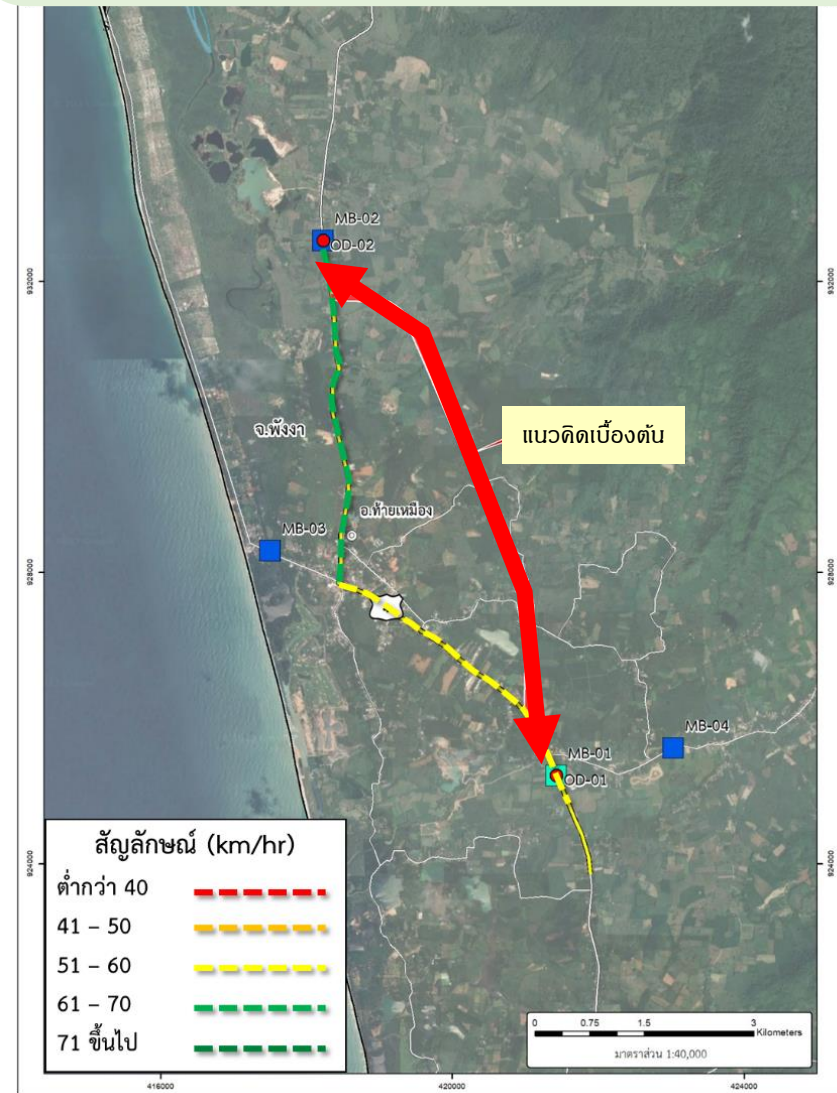 MB-02
OD-02
932000
932000
แนวคิดเบื้องต้น
จ.พังงา
อ.ท้ายเหมือง
MB-03
928000
928000
MB-04
MB-01
OD-01
924000
924000
สัญลักษณ์ (km/hr)
ต่ำกว่า 40
41 – 50
51 – 60
61 – 70
71 ขึ้นไป
0 0.75 1.5 3
Kilometers
มาตราส่วน 1:40,000
416000 420000 424000